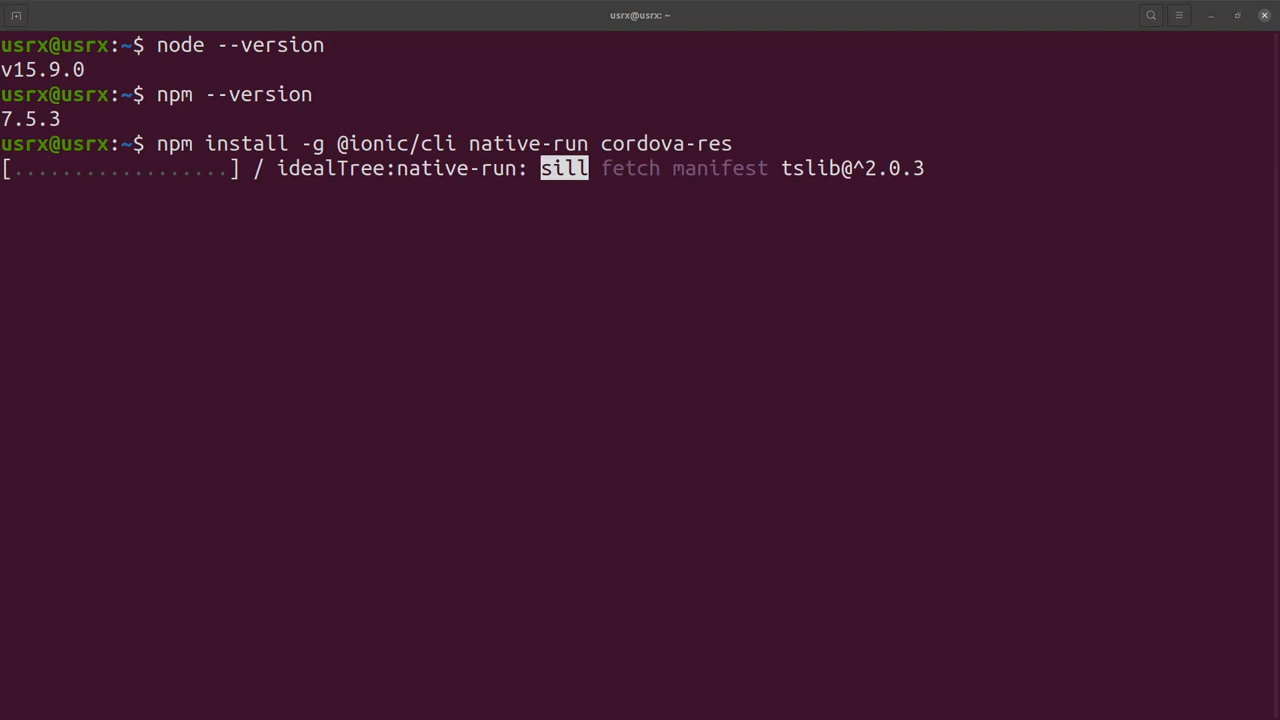 usrx@usrx: ~
usrx@usrx:~$ node --version
v15.9.0
usrx@usrx:~$ npm --version
7.5.3
usrx@usrx:~$ npm install -g @ionic/cli native-run cordova-res
[..................] / idealTree:native-run: sill fetch manifest tslib@^2.0.3